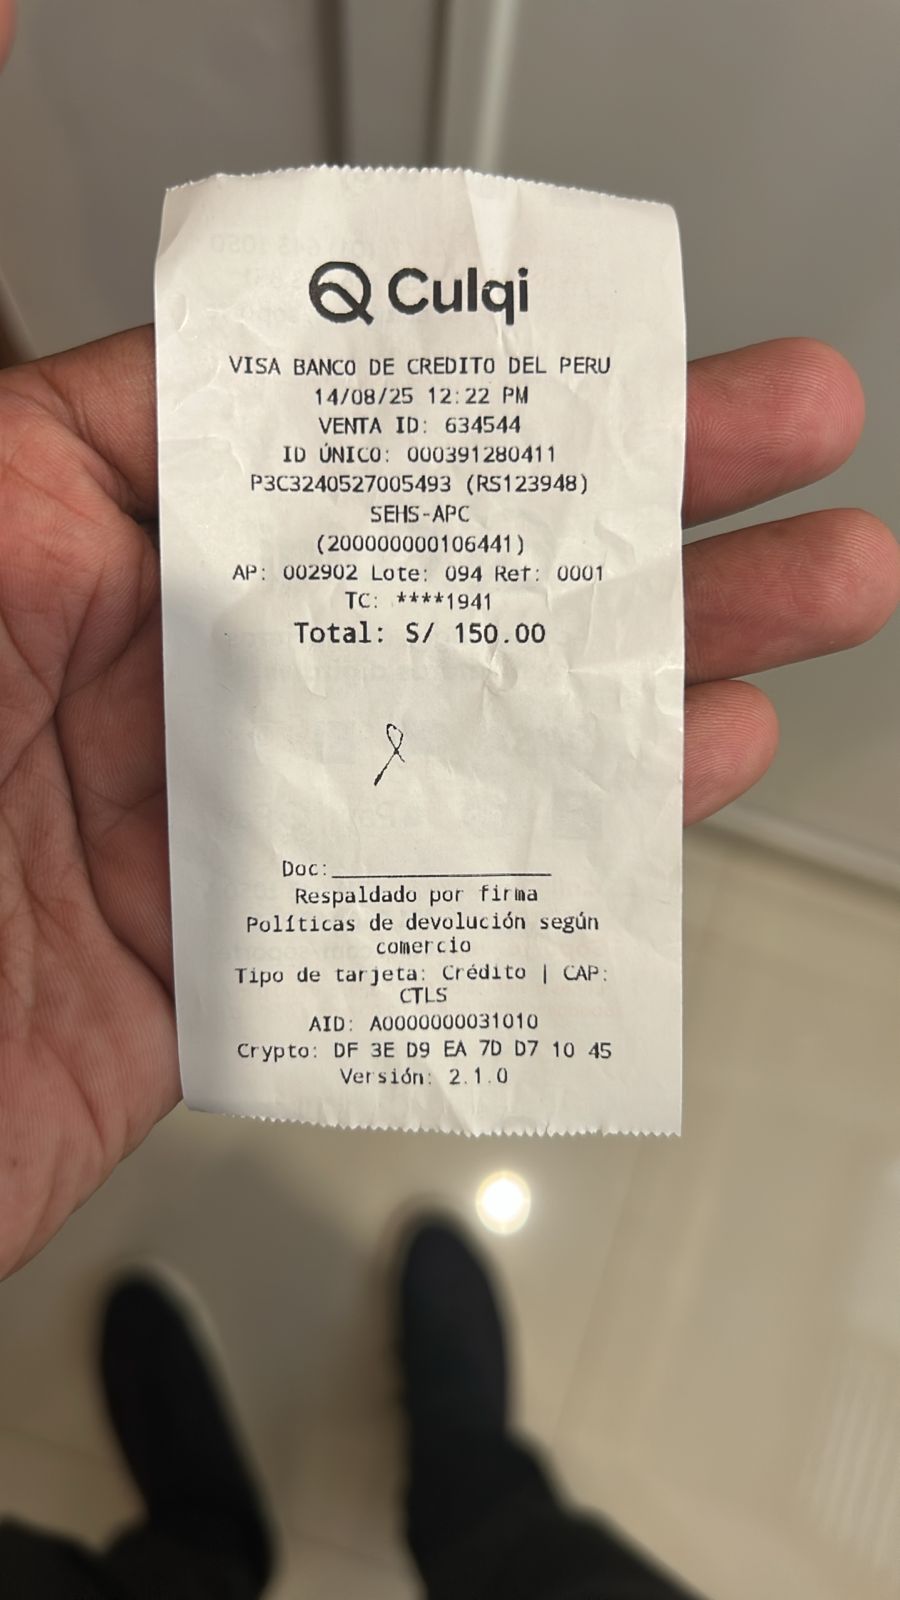 Culqi
VISA BANCO DE CREDITO DEL PERU
14/08/25 12:22 PM
VENTA ID: 634544
ID ÚNICO: 000391280411
P3C3240527005493 (RS123948)
SEHS-APC
(200000000106441)
AP: 002902 Lote: 094 Ref: 0001
TC: ****1941
Total: S/ 150.00
Doc:
Respaldado por firma
Políticas de devolución según
comercio
Tipo de tarjeta: Crédito | CAP:
CTLS
AID: A0000000031010
Crypto: DF 3E D9 EA 7D D7 10 45
Versión: 2.1.0